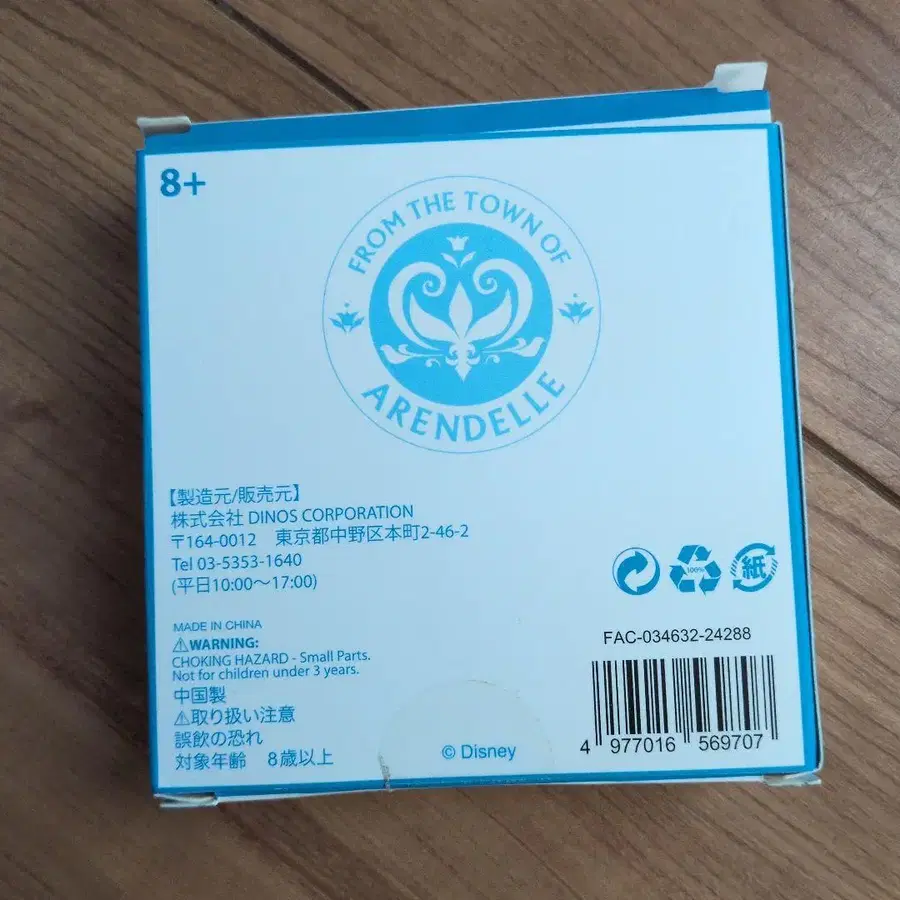 8+
FROM THE TOWN OF
ARENDELLE
【製造元/販売元】
株式会社 DINOS CORPORATION
〒164-0012 東京都中野区本町2-46-2
Tel 03-5353-1640
(平日10:00～17:00)
100%
紙
MADE IN CHINA
⚠WARNING:
CHOKING HAZARD - Small Parts.
Not for children under 3 years.
中国製
⚠取り扱い注意
誤飲の恐れ
対象年齢 8歳以上
© Disney
FAC-034632-24288
4 977016 569707